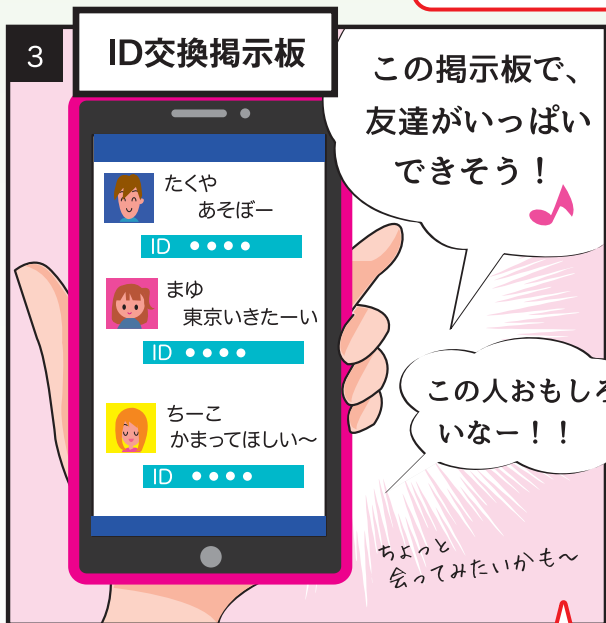 3
ID交換掲示板
この掲示板で、
友達がいっぱい
できそう!
たくや
あそぼー
ID ●●●●
まゆ
東京いきたーい
ID ●●●●
ちーこ
かまってほしい〜
ID ●●●●
この人おもしろ
いなー!!
ちょっと
会ってみたいかも〜